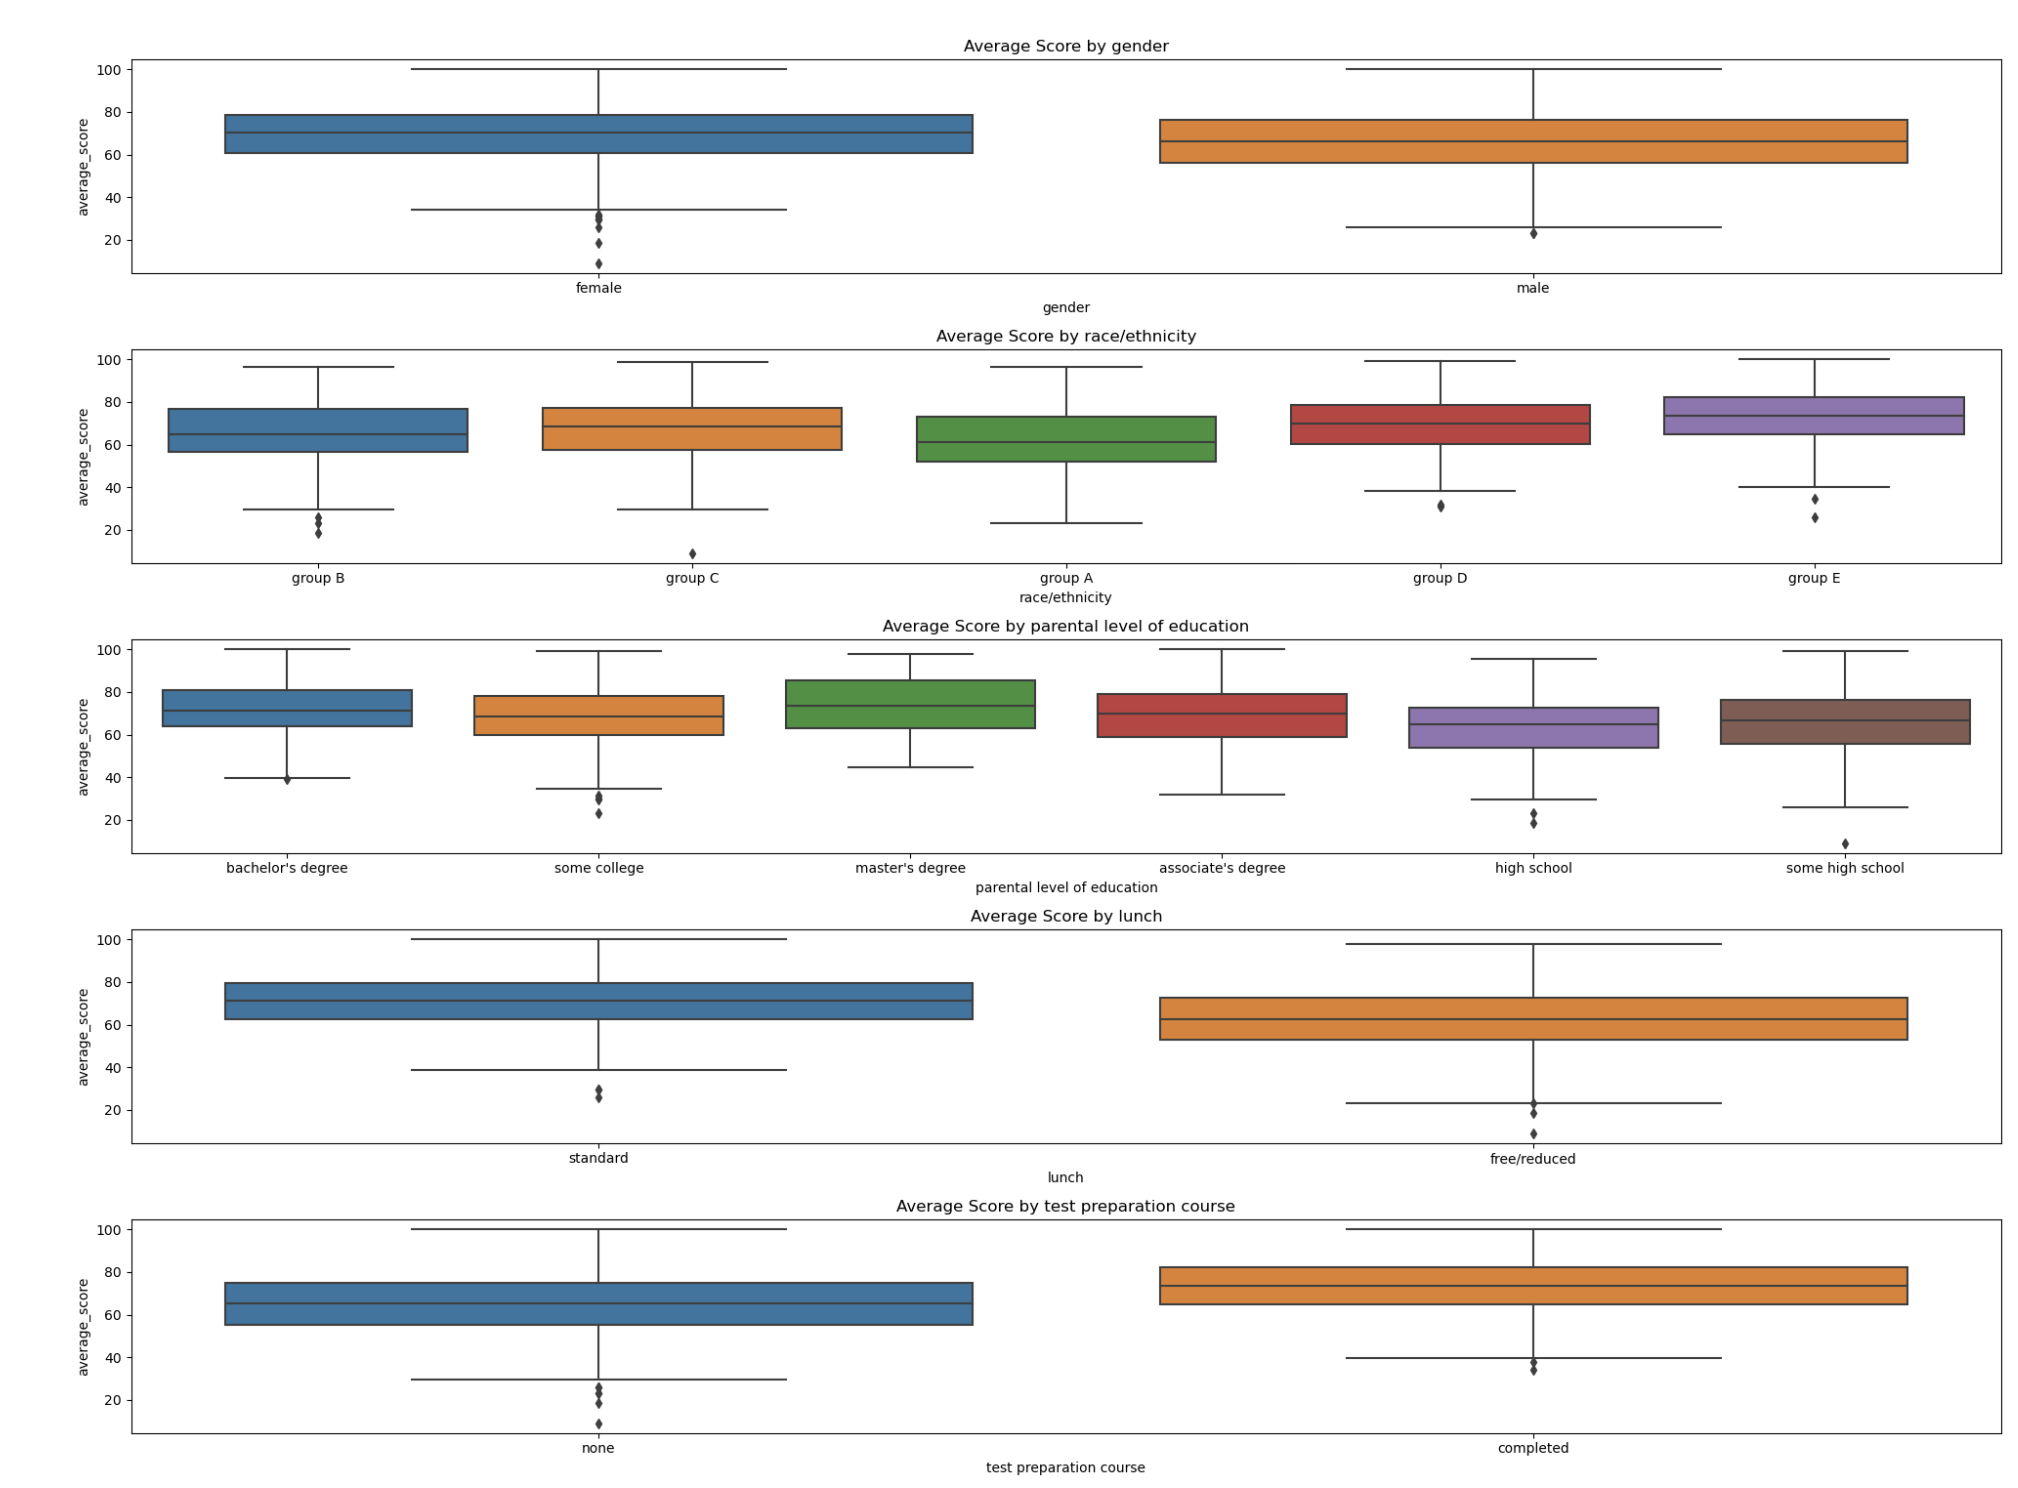 Average Score by gender
100
80
60
40
20
average_score
female male
gender
Average Score by race/ethnicity
100
80
60
40
20
average_score
group B group C group A group D group E
race/ethnicity
Average Score by parental level of education
100
80
60
40
20
average_score
bachelor's degree some college master's degree associate's degree high school some high school
parental level of education
Average Score by lunch
100
80
60
40
20
average_score
standard free/reduced
lunch
Average Score by test preparation course
100
80
60
40
20
average_score
none completed
test preparation course